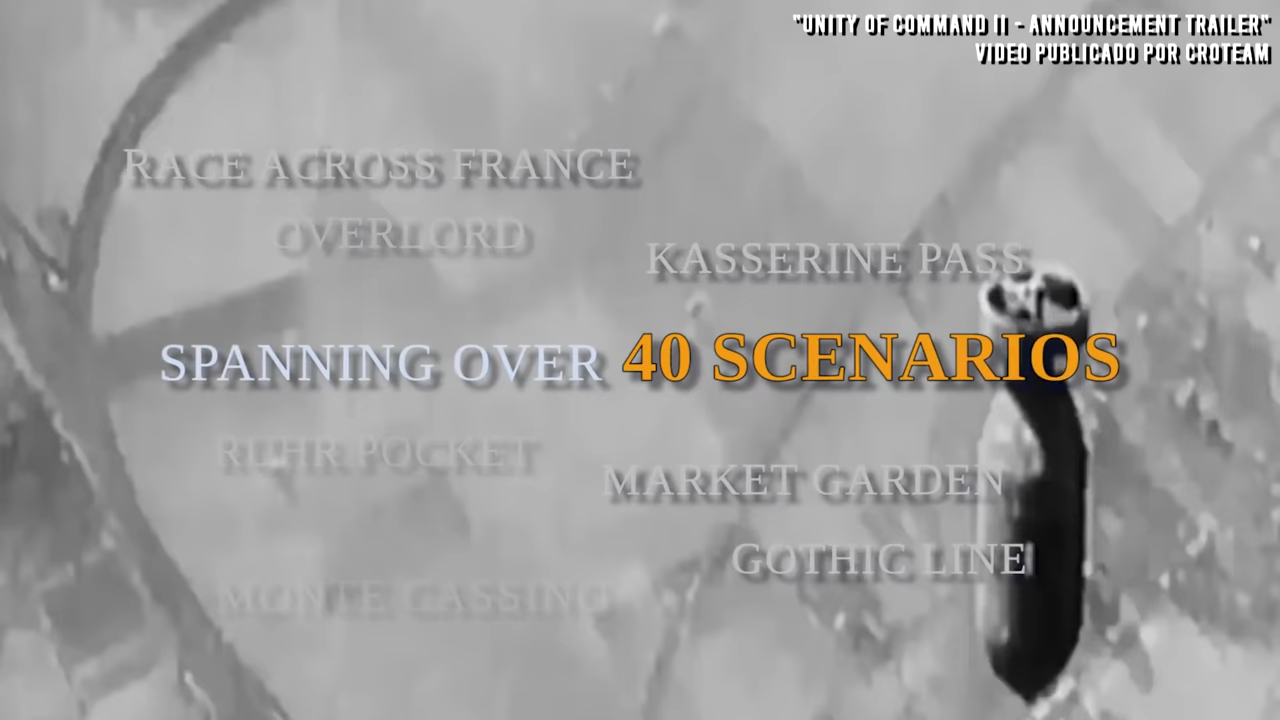 "UNITY OF COMMAND II - ANNOUNCEMENT TRAILER"
VIDEO PUBLICADO POR CROTEAM
RACE ACROSS FRANCE
OVERLORD
KASSERINE PASS
SPANNING OVER 40 SCENARIOS
RUHR POCKET
MARKET GARDEN
GOTHIC LINE
MONTE CASSINO